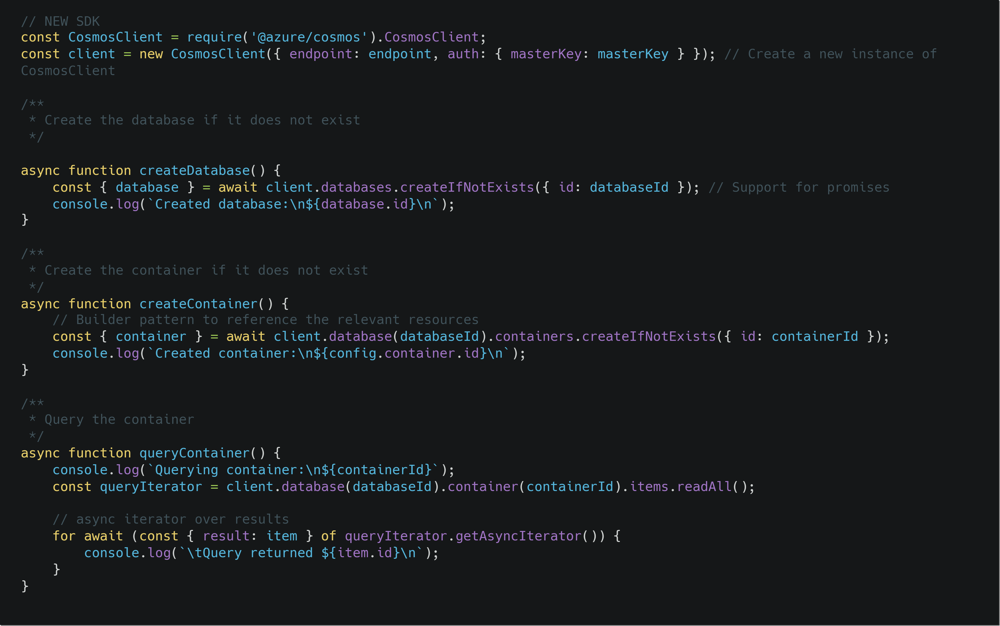 // NEW SDK
const CosmosClient = require('@azure/cosmos').CosmosClient;
const client = new CosmosClient({ endpoint: endpoint, auth: { masterKey: masterKey } }); // Create a new instance of
CosmosClient

/**
 * Create the database if it does not exist
 */

async function createDatabase() {
    const { database } = await client.databases.createIfNotExists({ id: databaseId }); // Support for promises
    console.log(`Created database:\n${database.id}\n`);
}

/**
 * Create the container if it does not exist
 */
async function createContainer() {
    // Builder pattern to reference the relevant resources
    const { container } = await client.database(databaseId).containers.createIfNotExists({ id: containerId });
    console.log(`Created container:\n${config.container.id}\n`);
}

/**
 * Query the container
 */
async function queryContainer() {
    console.log(`Querying container:\n${containerId}`);
    const queryIterator = client.database(databaseId).container(containerId).items.readAll();

    // async iterator over results
    for await (const { result: item } of queryIterator.getAsyncIterator()) {
        console.log(`\tQuery returned ${item.id}\n`);
    }
}